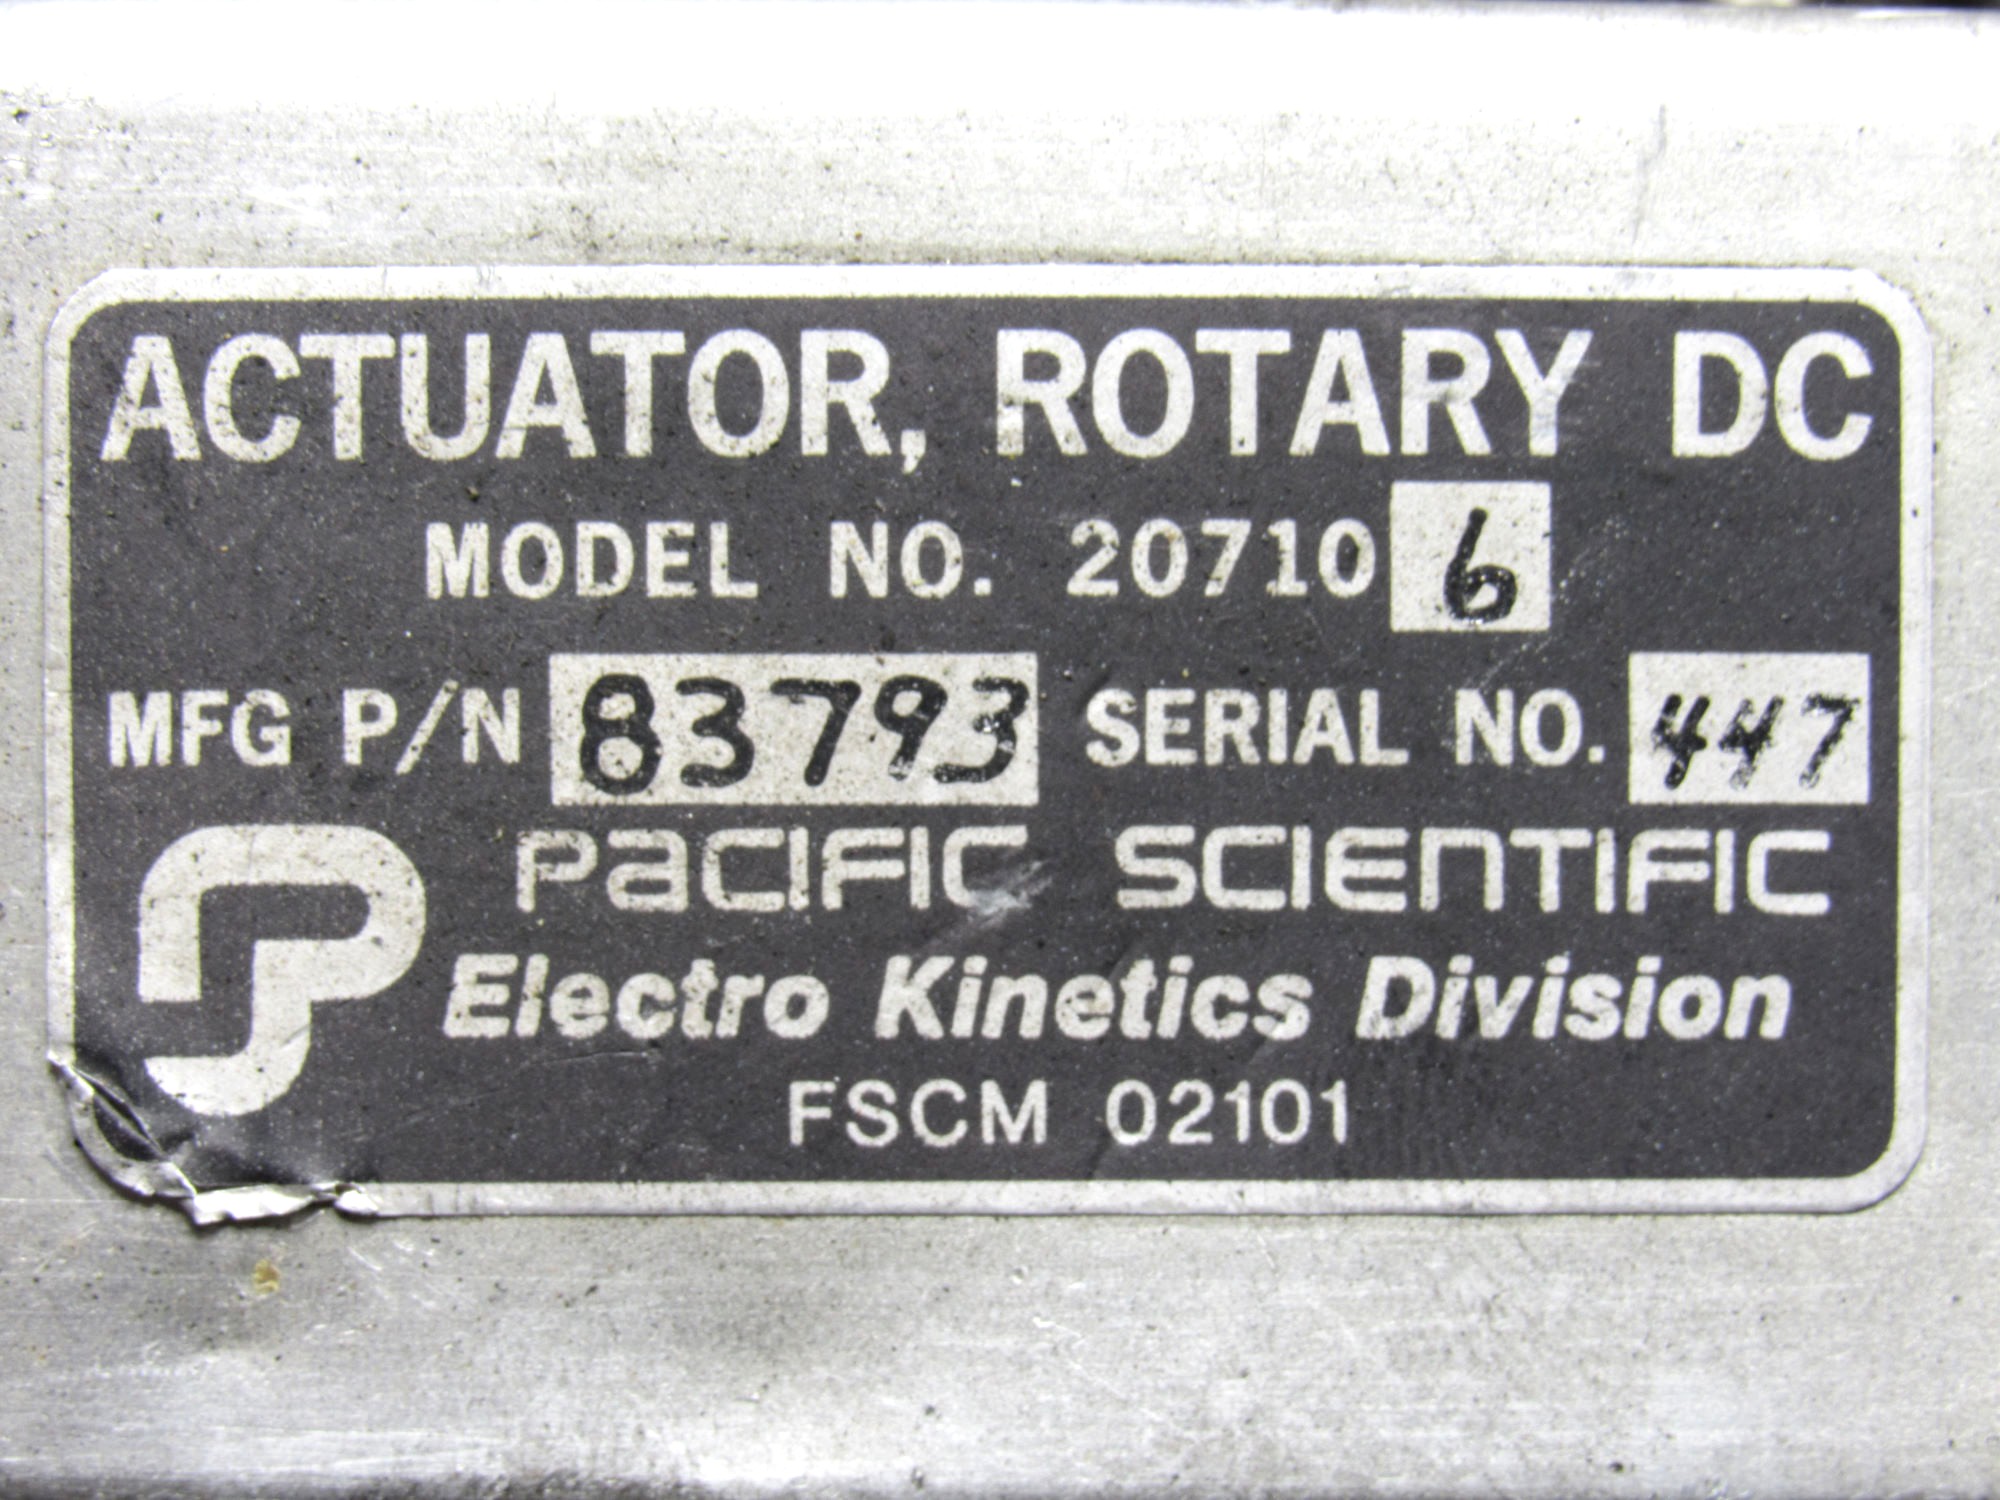 ACTUATOR, ROTARY DC
MODEL NO. 20710 6
MFG P/N 83793 SERIAL NO. 447
PACIFIC SCIENTIFIC
Electro Kinetics Division
FSCM 02101